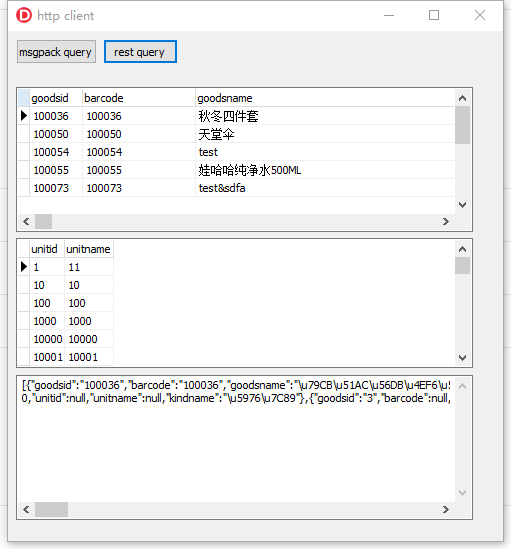 http client
msgpack query rest query
goodsid barcode goodsname
100036 100036 秋冬四件套
100050 100050 天堂伞
100054 100054 test
100055 100055 娃哈哈纯净水500ML
100073 100073 test&sdfa
unitid unitname
1 11
10 10
100 100
1000 1000
10000 10000
10001 10001
[{"goodsid":"100036","barcode":"100036","goodsname":"\u79CB\u51AC\u56DB\u4EF6\u5
0,"unitid":null,"unitname":null,"kindname":"\u5976\u7C89"},{"goodsid":"3","barcode":null,